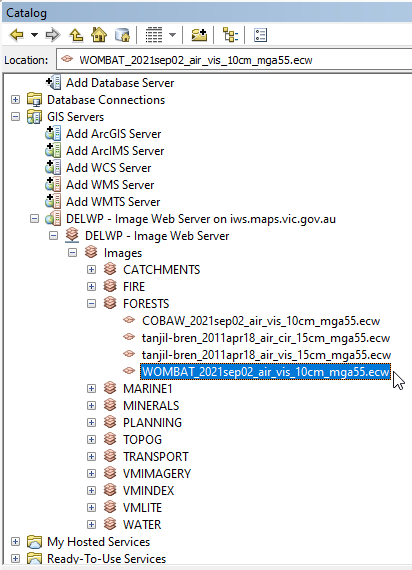 Catalog
Location: WOMBAT_2021sep02_air_vis_10cm_mga55.ecw
Add Database Server
Database Connections
GIS Servers
Add ArcGIS Server
Add ArcIMS Server
Add WCS Server
Add WMS Server
Add WMTS Server
DELWP - Image Web Server on iws.maps.vic.gov.au
DELWP - Image Web Server
Images
CATCHMENTS
FIRE
FORESTS
COBAW_2021sep02_air_vis_10cm_mga55.ecw
tanjil-bren_2011apr18_air_cir_15cm_mga55.ecw
tanjil-bren_2011apr18_air_vis_15cm_mga55.ecw
WOMBAT_2021sep02_air_vis_10cm_mga55.ecw
MARINE1
MINERALS
PLANNING
TOPOG
TRANSPORT
VMIMAGERY
VMINDEX
VMLITE
WATER
My Hosted Services
Ready-To-Use Services